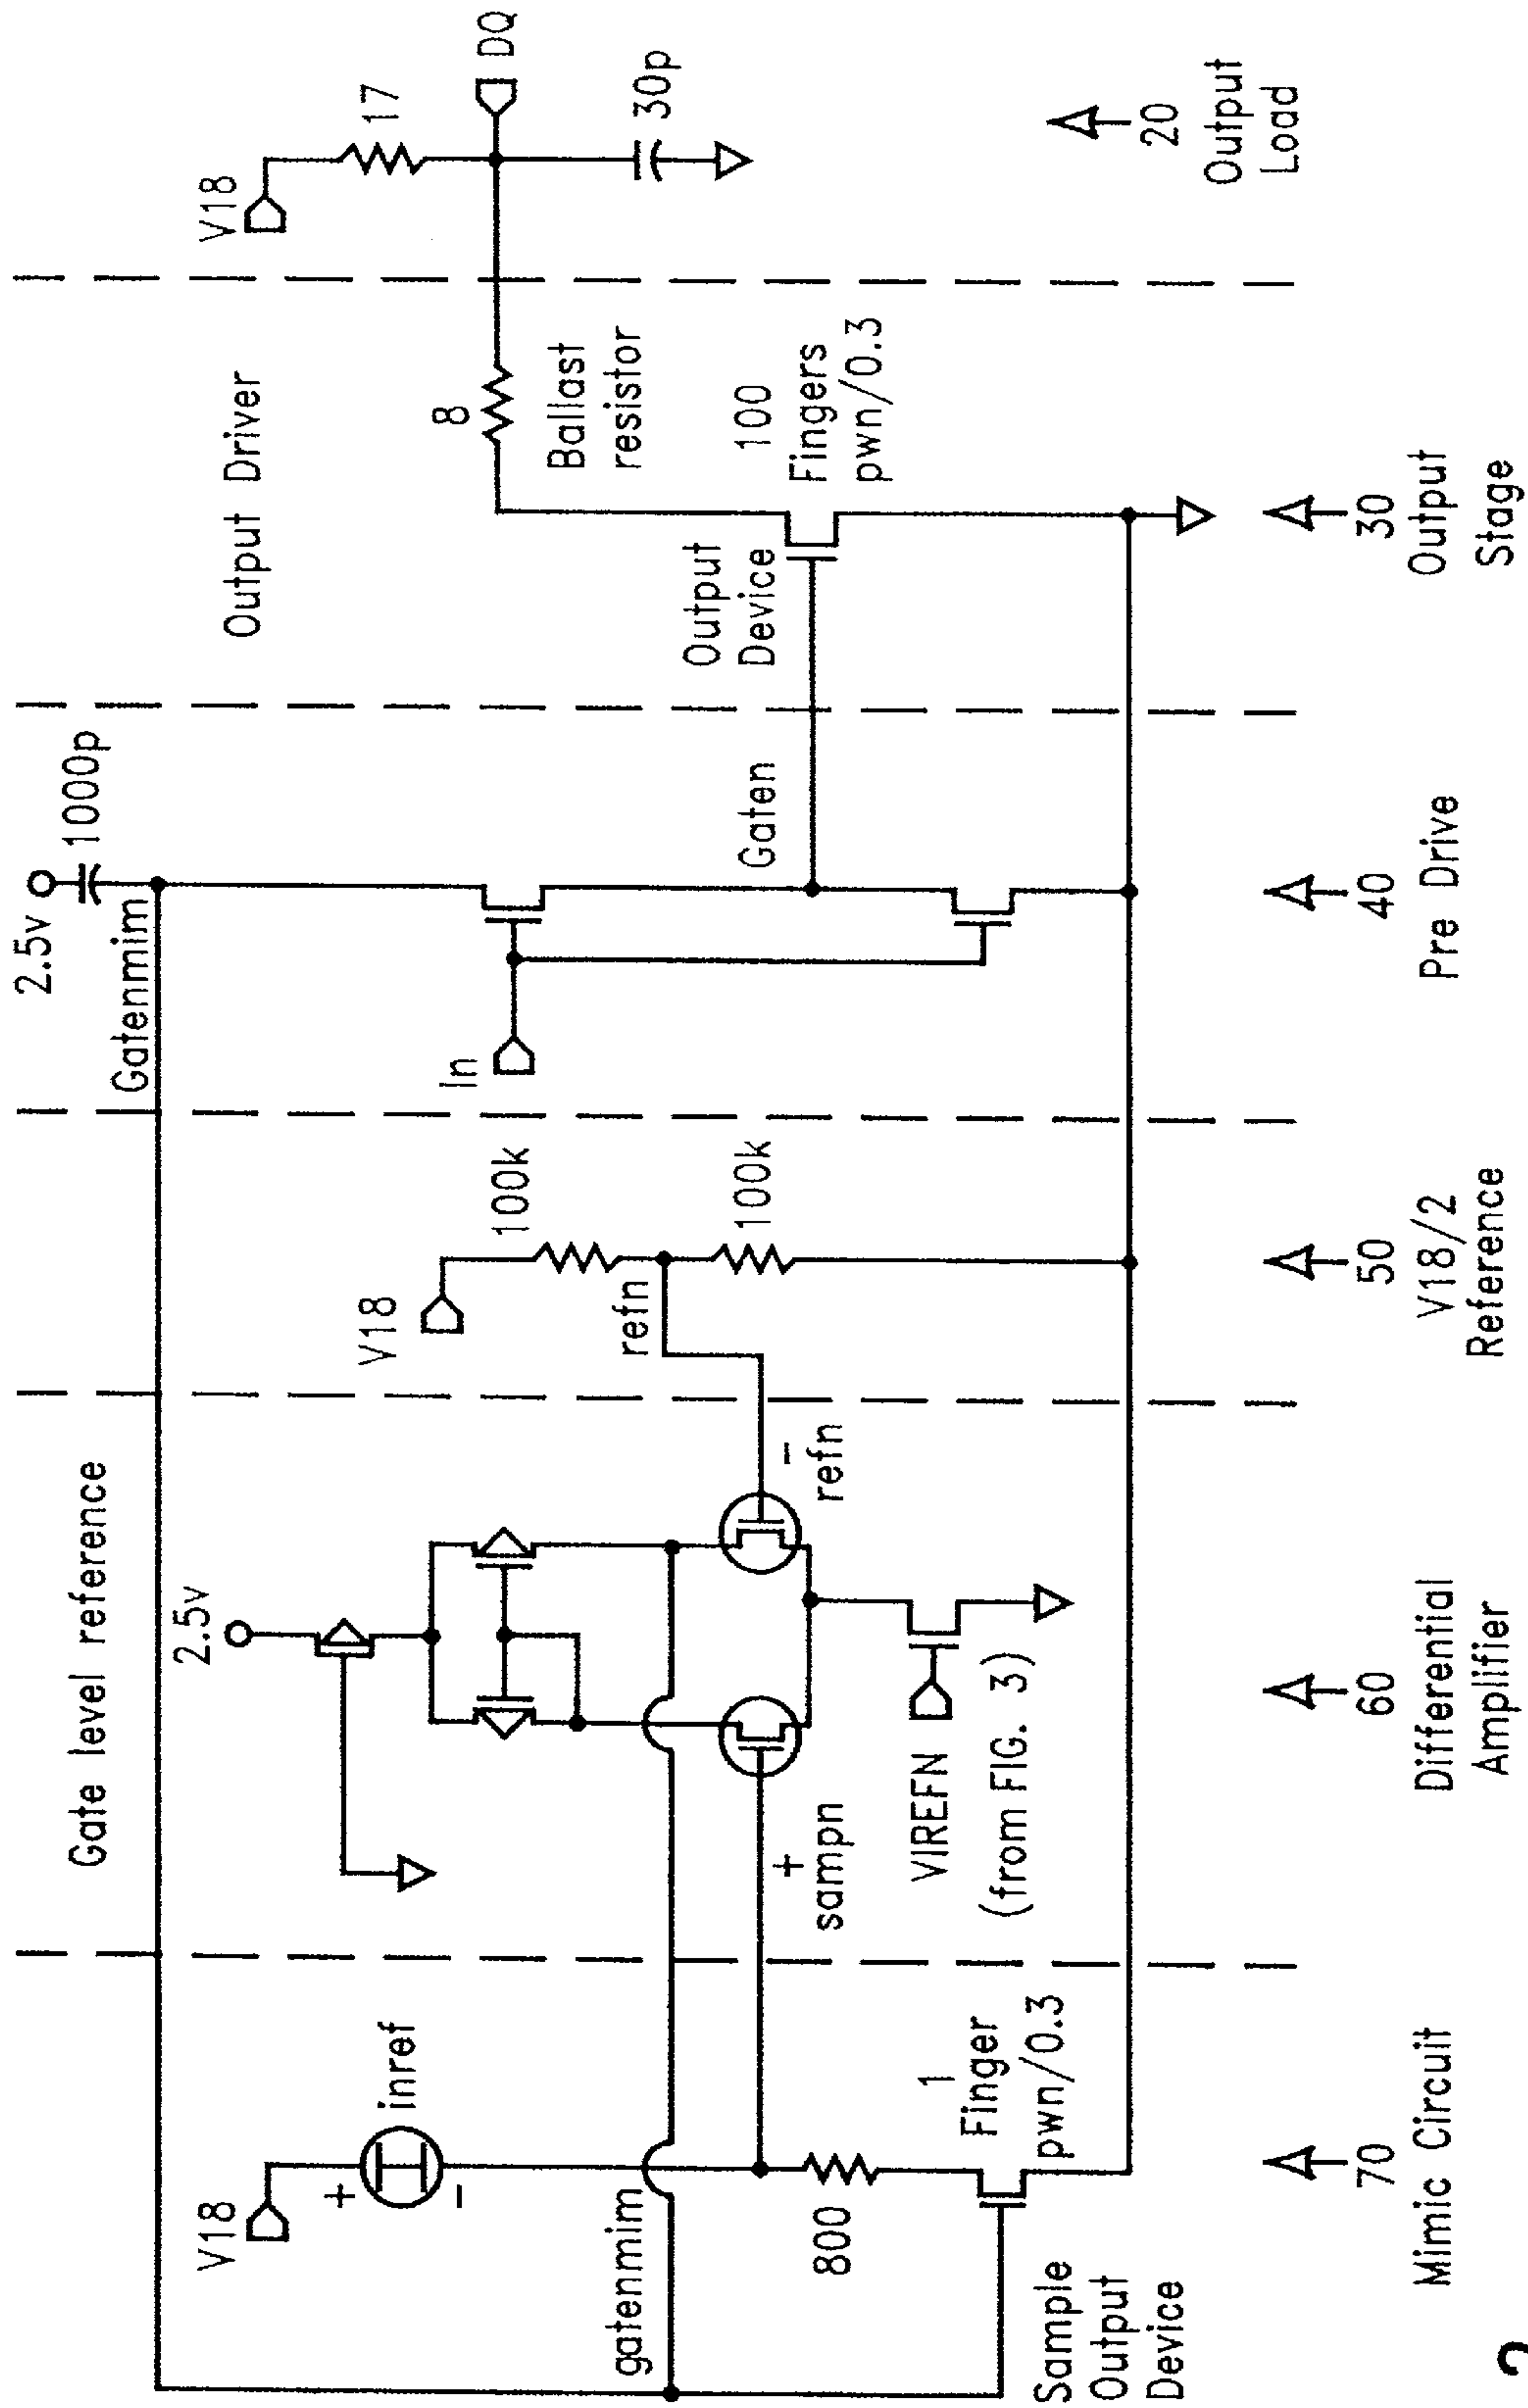 Gate level reference
Output Driver
V18
+
inref
-
gatenmim
800
1
Finger
pwn/0.3
Sample
Output
Device
2.5v
+
sampn
-
refn
VIREFN
(from FIG. 3)
V18
100k
refn
100k
2.5v
1000p
Gatenmim
In
Gaten
8
Ballast
resistor
Output
Device
100
Fingers
pwn/0.3
V18
17
DQ
30p
70
Mimic Circuit
60
Differential
Amplifier
50
V18/2
Reference
40
Pre Drive
30
Output
Stage
20
Output
Load